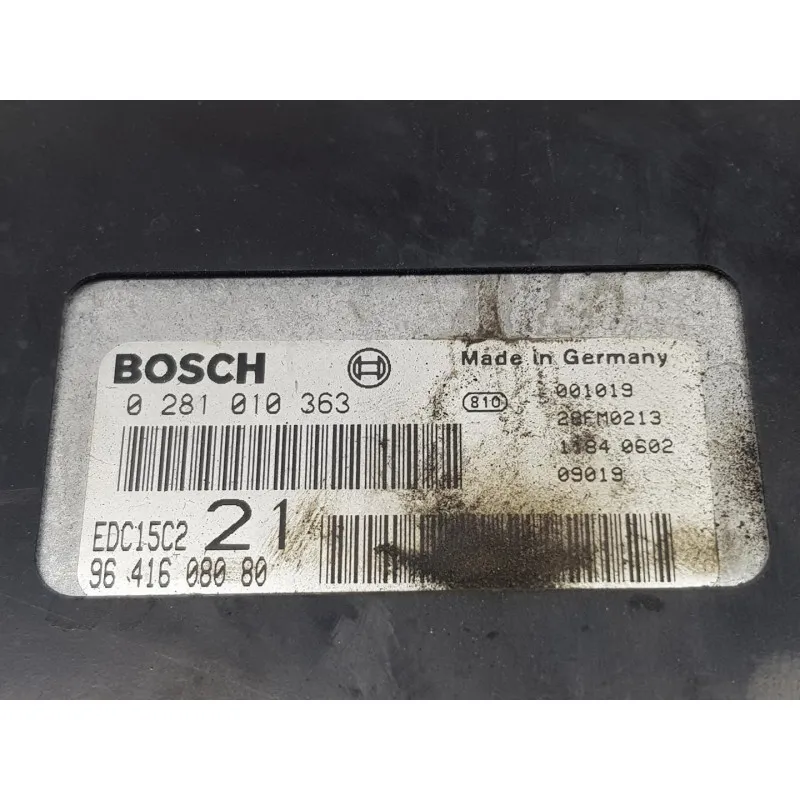 BOSCH
0 281 010 363
EDC15C2 21
96 416 080 80
Made in Germany
810 001019
28FM0213
1184 0602
09019